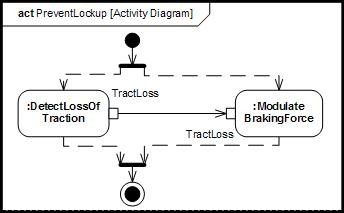 act PreventLockup [Activity Diagram]
TractLoss
:DetectLossOf
Traction
:Modulate
BrakingForce
TractLoss